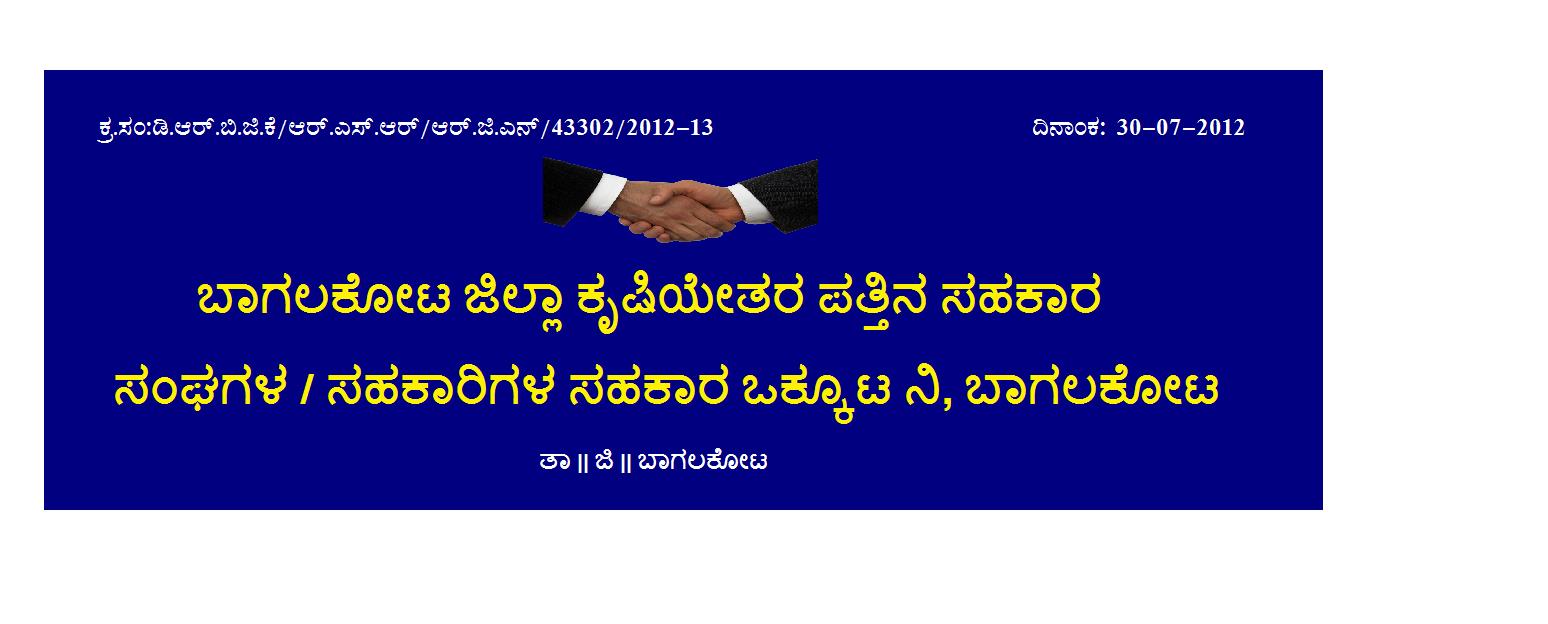 ಕ್ರ.ಸಂ:ಡಿ.ಆರ್.ಬಿ.ಜಿ.ಕೆ/ಆರ್.ಎಸ್.ಆರ್/ಆರ್.ಜಿ.ಎನ್/43302/2012–13 ದಿನಾಂಕ: 30–07–2012
ಬಾಗಲಕೋಟ ಜಿಲ್ಲಾ ಕೃಷಿಯೇತರ ಪತ್ತಿನ ಸಹಕಾರ
ಸಂಘಗಳ / ಸಹಕಾರಿಗಳ ಸಹಕಾರ ಒಕ್ಕೂಟ ನಿ, ಬಾಗಲಕೋಟ
ತಾ || ಜಿ || ಬಾಗಲಕೋಟ